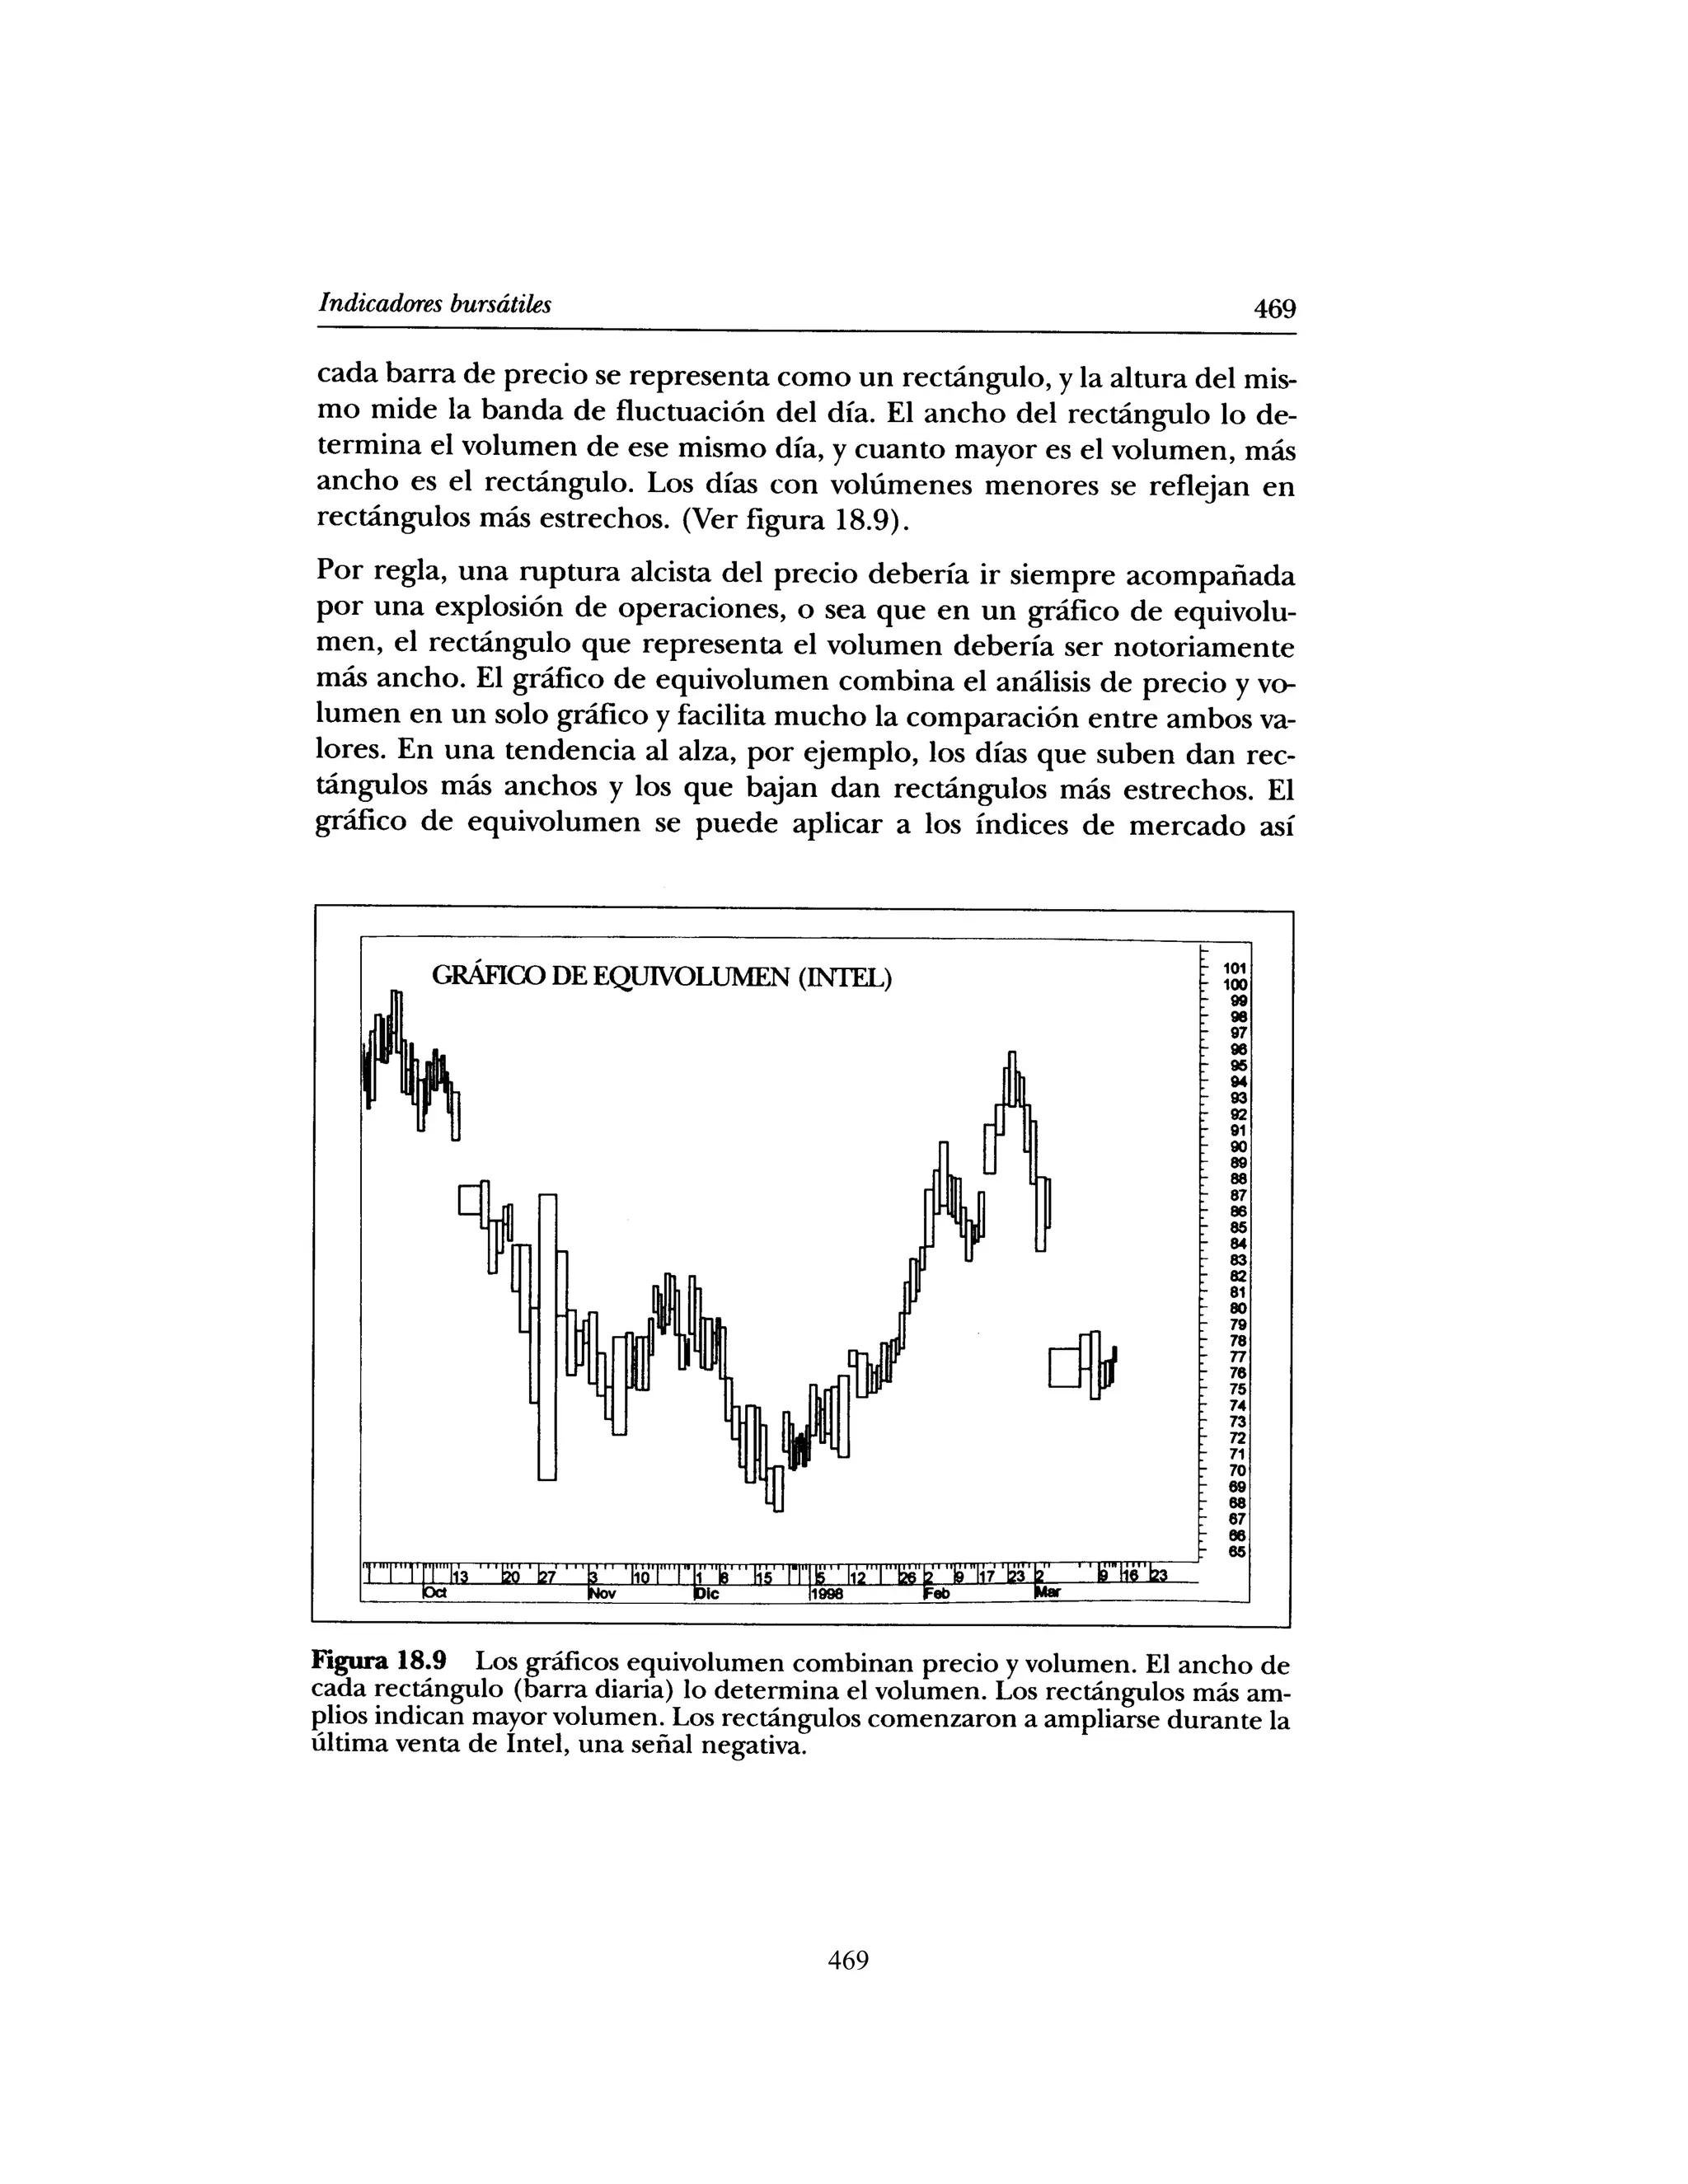 Indicadores bursátiles 469
cada barra de precio se representa como un rectángulo, y la altura del mis-
mo mide la banda de fluctuación del día. El ancho del rectángulo lo de-
termina el volumen de ese mismo día, y cuanto mayor es el volumen, más
ancho es el rectángulo. Los días con volúmenes menores se reflejan en
rectángulos más estrechos. (Ver figura 18.9).
Por regla, una ruptura alcista del precio debería ir siempre acompañada
por una explosión de operaciones, o sea que en un gráfico de equivolu-
men, el rectángulo que representa el volumen debería ser notoriamente
más ancho. El gráfico de equivolumen combina el análisis de precio y vo-
lumen en un solo gráfico y facilita mucho la comparación entre ambos va-
lores. En una tendencia al alza, por ejemplo, los días que suben dan rec-
tángulos más anchos y los que bajan dan rectángulos más estrechos. El
gráfico de equivolumen se puede aplicar a los índices de mercado así
GRÁFICO DE EQUIVOLUMEN (INTEL)
101
100
99
98
97
96
95
94
93
92
91
90
89
88
87
86
85
84
83
82
81
80
79
78
77
76
75
74
73
72
71
70
69
68
67
66
65
13 20 27 3 10 1 8 15 5 12 26 2 9 17 23 2 9 16 23
Oct Nov Dic 1998 Feb Mar
Figura 18.9 Los gráficos equivolumen combinan precio y volumen. El ancho de
cada rectángulo (barra diaria) lo determina el volumen. Los rectángulos más am-
plios indican mayor volumen. Los rectángulos comenzaron a ampliarse durante la
última venta de Intel, una señal negativa.
469